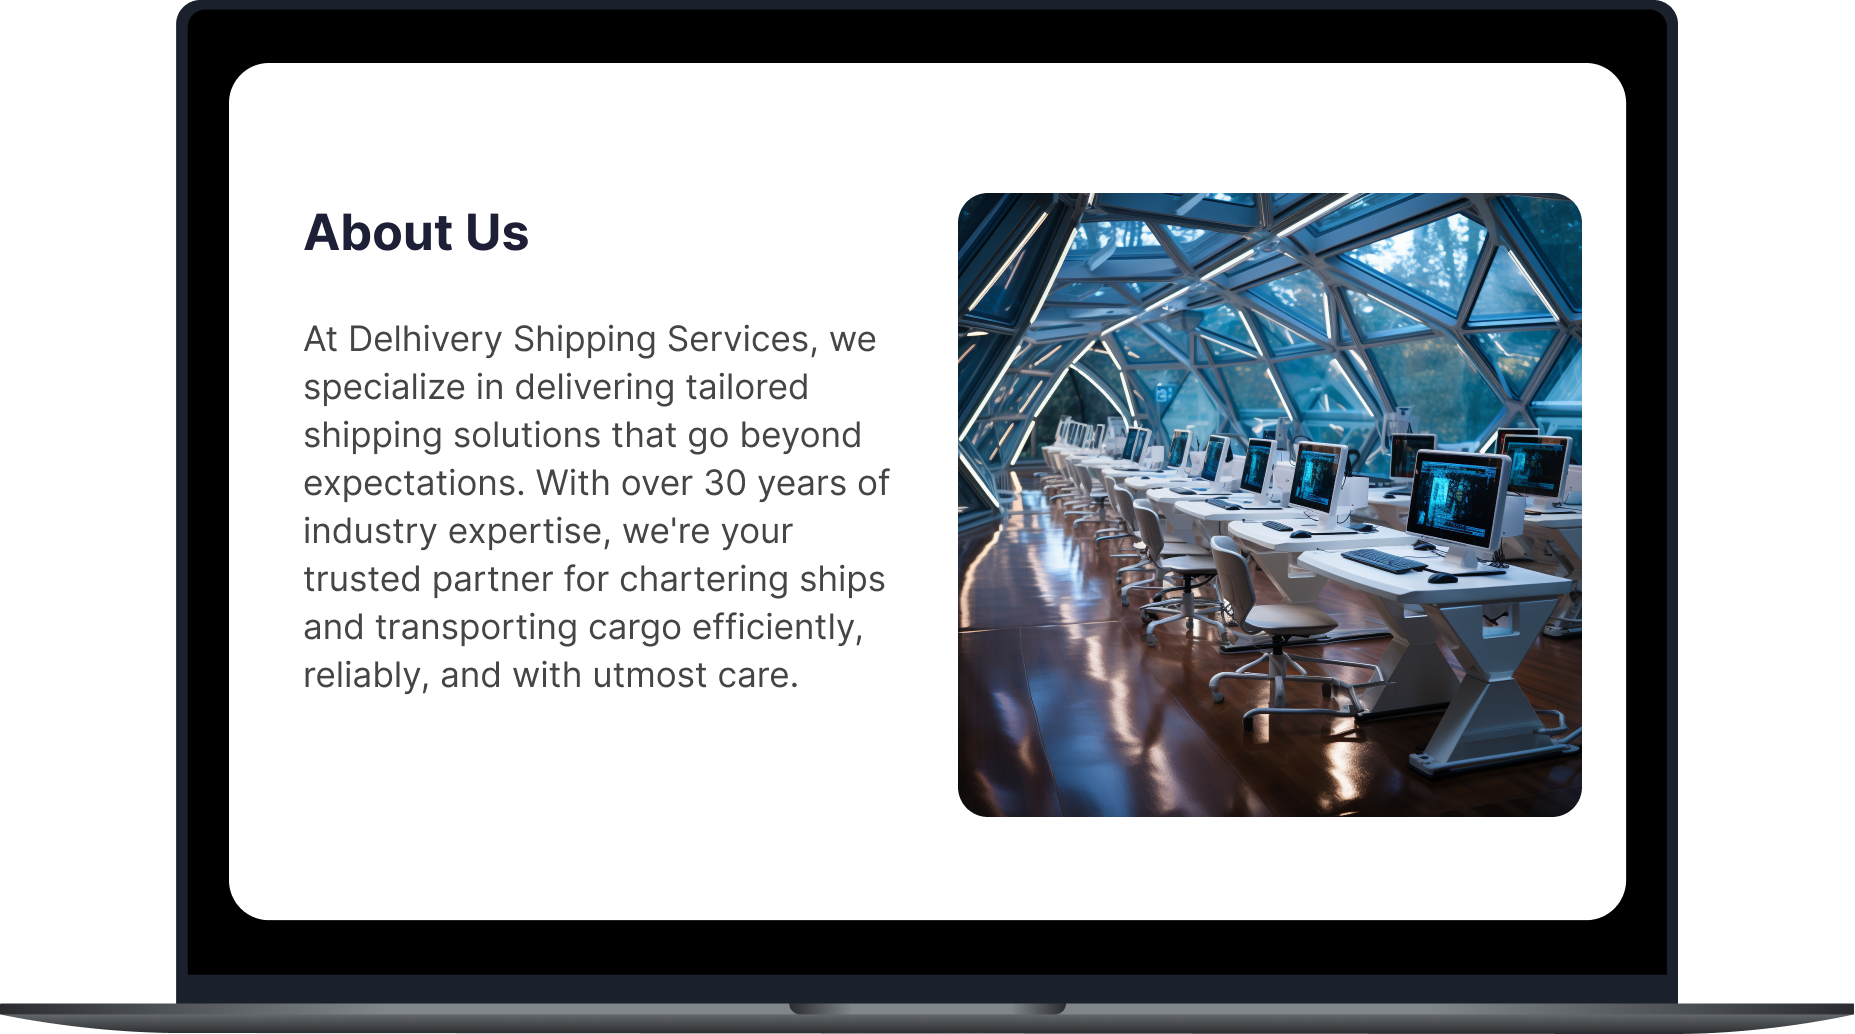 About Us
At Delhivery Shipping Services, we
specialize in delivering tailored
shipping solutions that go beyond
expectations. With over 30 years of
industry expertise, we're your
trusted partner for chartering ships
and transporting cargo efficiently,
reliably, and with utmost care.